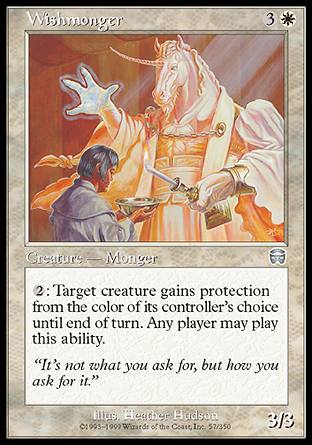 Wishmonger 3
Creature — Monger
2: Target creature gains protection
from the color of its controller's choice
until end of turn. Any player may play
this ability.
"It's not what you ask for, but how you
ask for it."
Illus. Heather Hudson
©1993-1999 Wizards of the Coast, Inc. 57/350
3/3